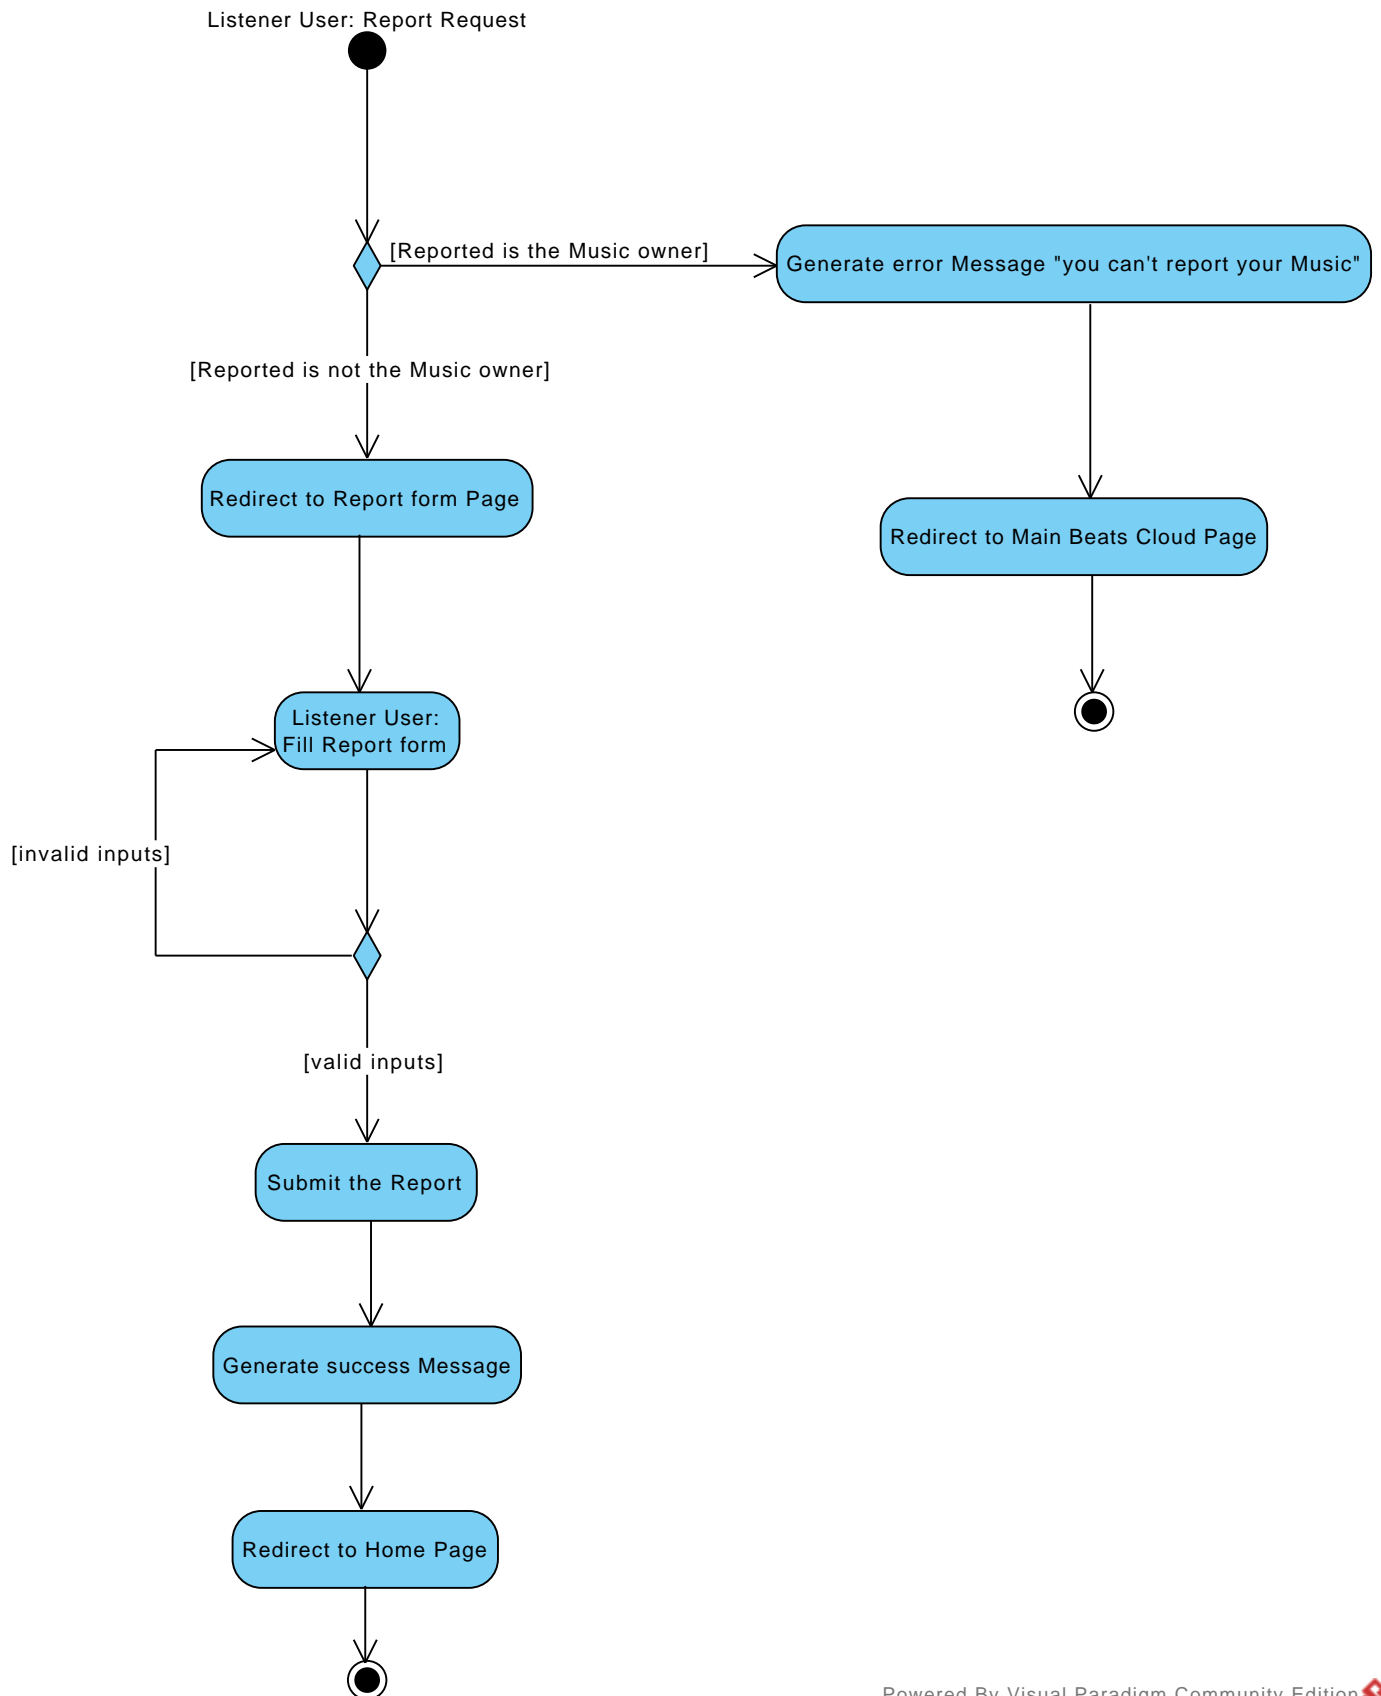 Listener User: Report Request
[Reported is the Music owner]
Generate error Message "you can't report your Music"
[Reported is not the Music owner]
Redirect to Report form Page
Redirect to Main Beats Cloud Page
Listener User:
Fill Report form
[invalid inputs]
[valid inputs]
Submit the Report
Generate success Message
Redirect to Home Page
Powered By Visual Paradigm Community Edition